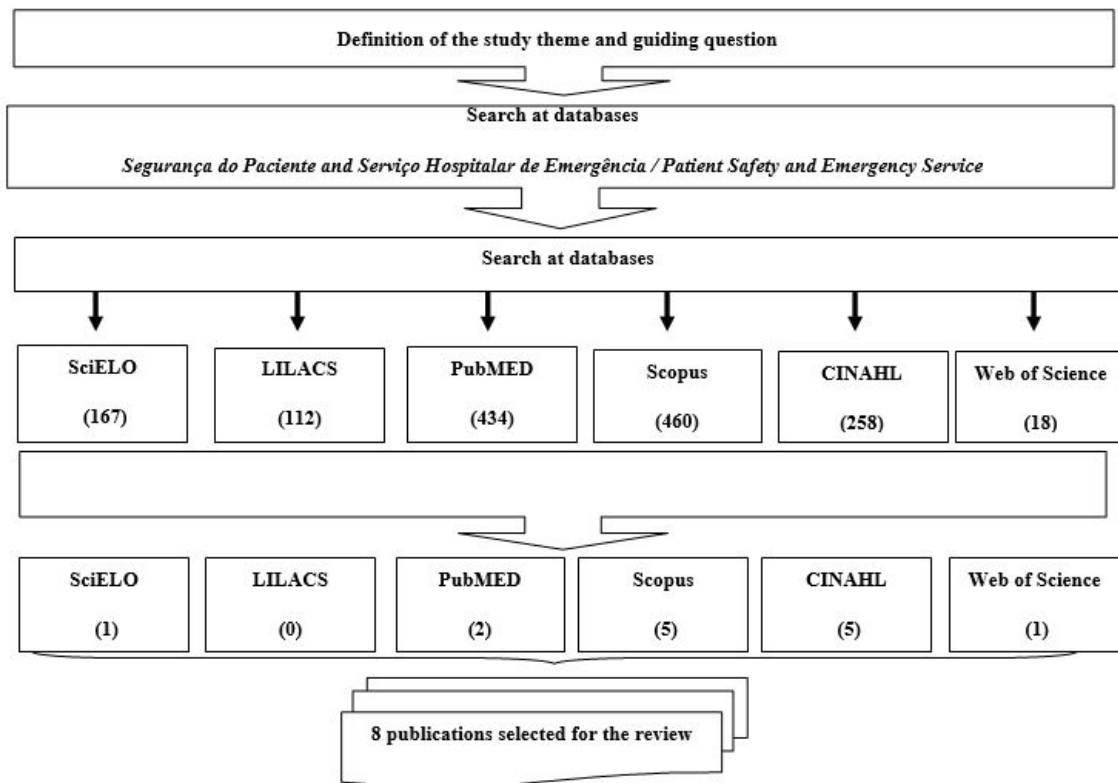 Definition of the study theme and guiding question
Search at databases
Segurança do Paciente and Serviço Hospitalar de Emergência / Patient Safety and Emergency Service
Search at databases
SciELO
(167)
LILACS
(112)
PubMED
(434)
Scopus
(460)
CINAHL
(258)
Web of Science
(18)
SciELO
(1)
LILACS
(0)
PubMED
(2)
Scopus
(5)
CINAHL
(5)
Web of Science
(1)
8 publications selected for the review